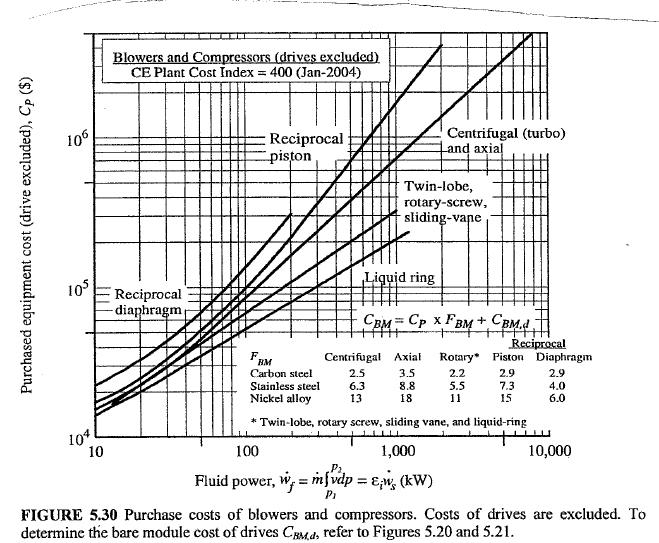 Blowers and Compressors (drives excluded)
CE Plant Cost Index = 400 (Jan-2004)
Purchased equipment cost (drive excluded), C_P ($)
10⁶
10⁵
10⁴
Reciprocal
piston
Centrifugal (turbo)
and axial
Twin-lobe,
rotary-screw,
sliding-vane
Liquid ring
Reciprocal
diaphragm
C_BM = C_P x F_BM + C_BM,d
Reciprocal
F_BM Centrifugal Axial Rotary* Piston Diaphragm
Carbon steel 2.5 3.5 2.2 2.9 2.9
Stainless steel 6.3 8.8 5.5 7.3 4.0
Nickel alloy 13 18 11 15 6.0
* Twin-lobe, rotary screw, sliding vane, and liquid-ring
10 100 1,000 10,000
Fluid power, ẇ_f = ṁ∫_{p₁}^{p₂} vdp = ε_i ẇ_s (kW)
FIGURE 5.30 Purchase costs of blowers and compressors. Costs of drives are excluded. To
determine the bare module cost of drives C_BM,d, refer to Figures 5.20 and 5.21.